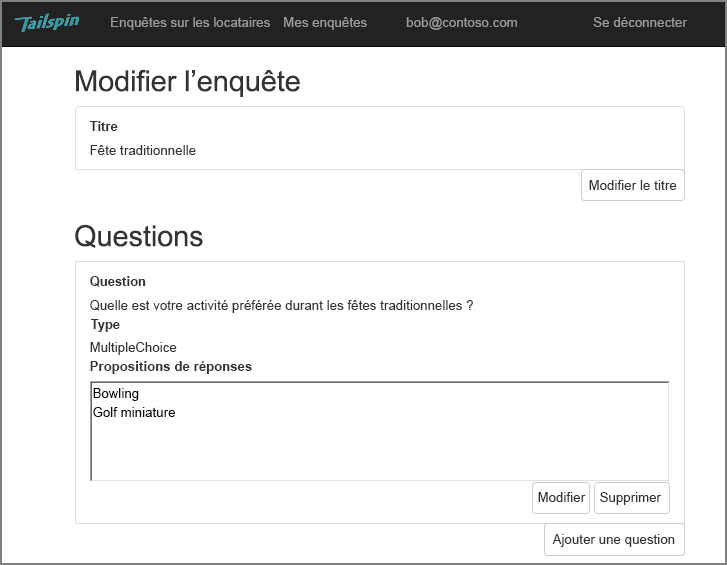 Tailspin Enquêtes sur les locataires Mes enquêtes bob@contoso.com Se déconnecter
Modifier l’enquête
Titre
Fête traditionnelle
Modifier le titre
Questions
Question
Quelle est votre activité préférée durant les fêtes traditionnelles ?
Type
MultipleChoice
Propositions de réponses
Bowling
Golf miniature
Modifier Supprimer
Ajouter une question